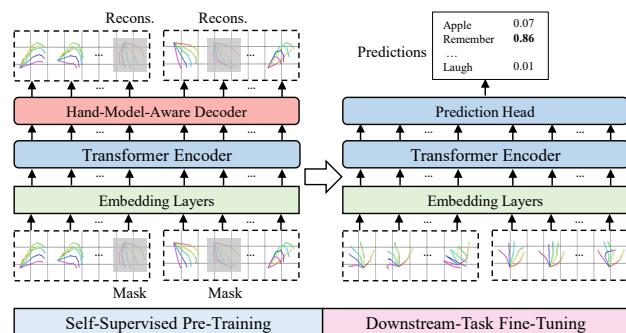 Recons. Recons.
... ...
... ... ...
Hand-Model-Aware Decoder
... ... ...
Transformer Encoder
... ... ...
Embedding Layers
... ... ...
... ...
Mask Mask
Self-Supervised Pre-Training
Predictions
Apple 0.07
Remember 0.86
...
Laugh 0.01
Prediction Head
... ...
Transformer Encoder
... ...
Embedding Layers
... ...
... ...
Downstream-Task Fine-Tuning